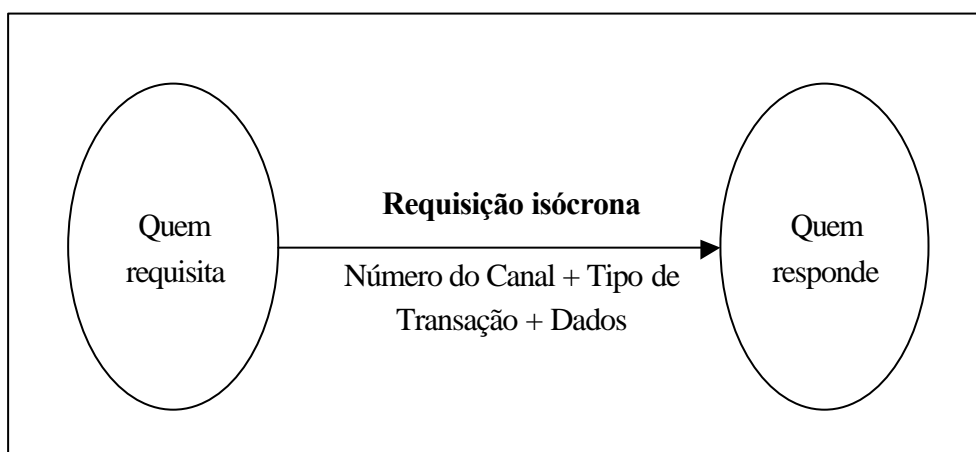 Quem
requisita
Requisição isócrona
Número do Canal + Tipo de
Transação + Dados
Quem
responde